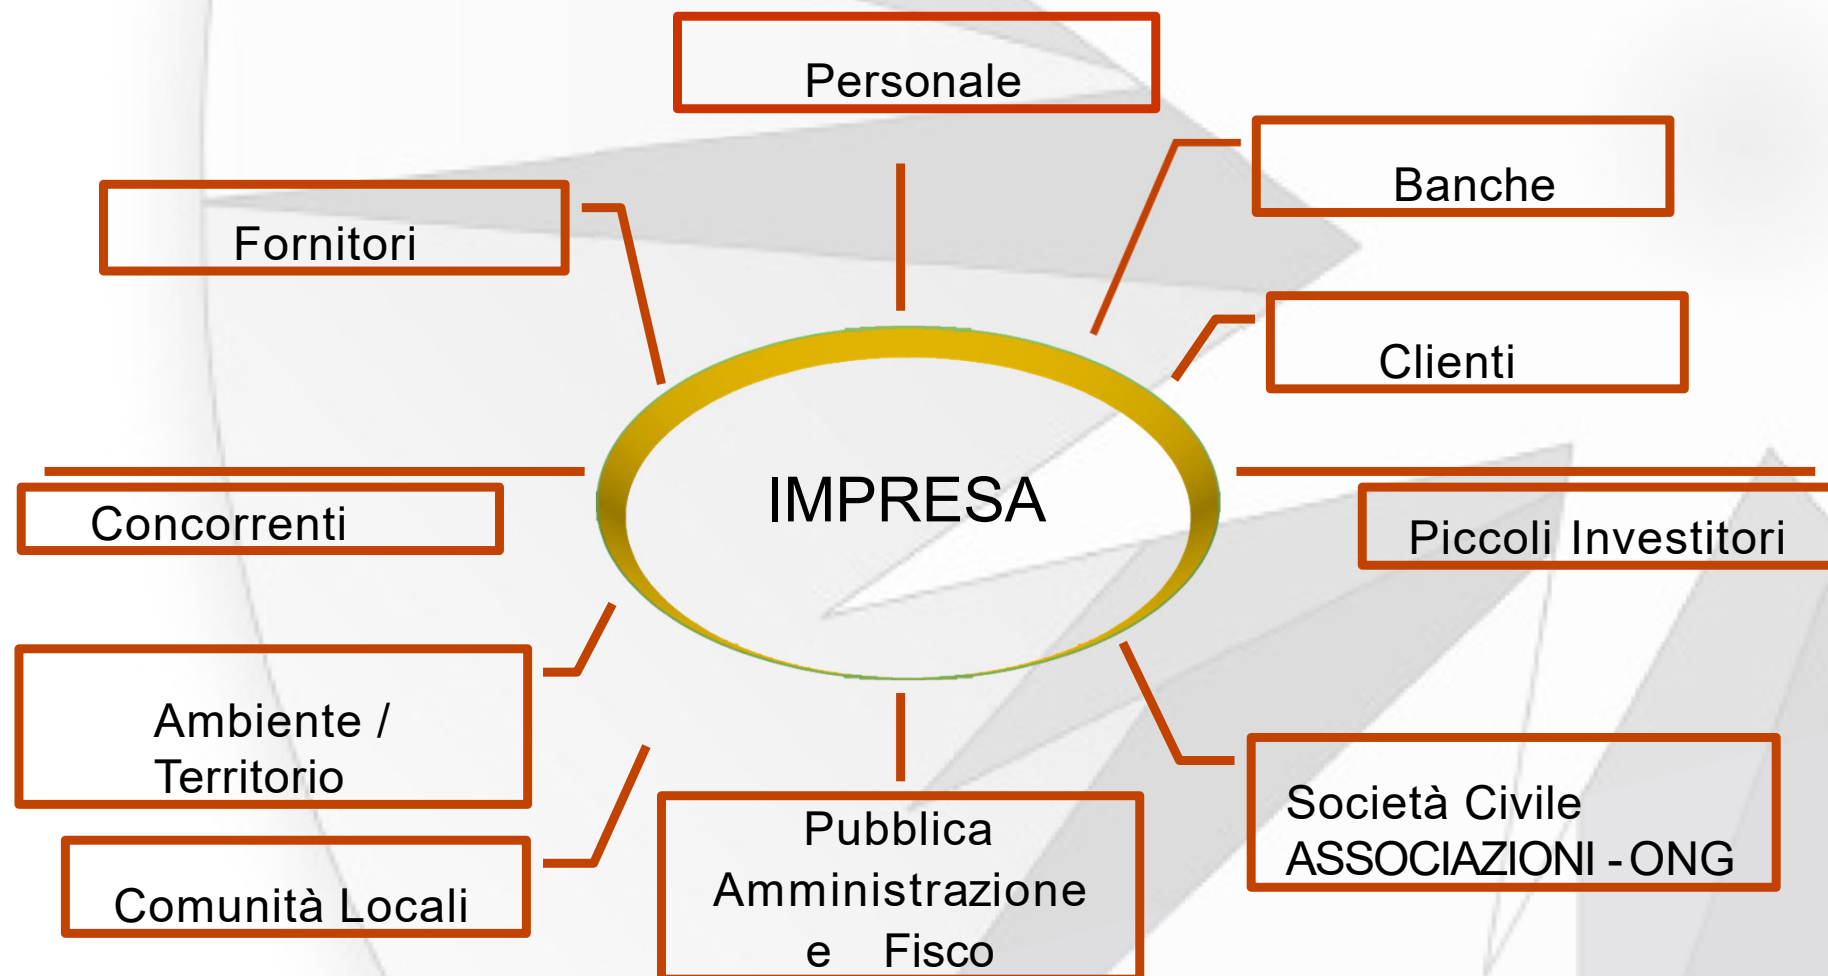 Personale
Banche
Fornitori
Clienti
IMPRESA
Concorrenti
Piccoli Investitori
Ambiente /
Territorio
Società Civile
ASSOCIAZIONI - ONG
Pubblica
Amministrazione
e Fisco
Comunità Locali